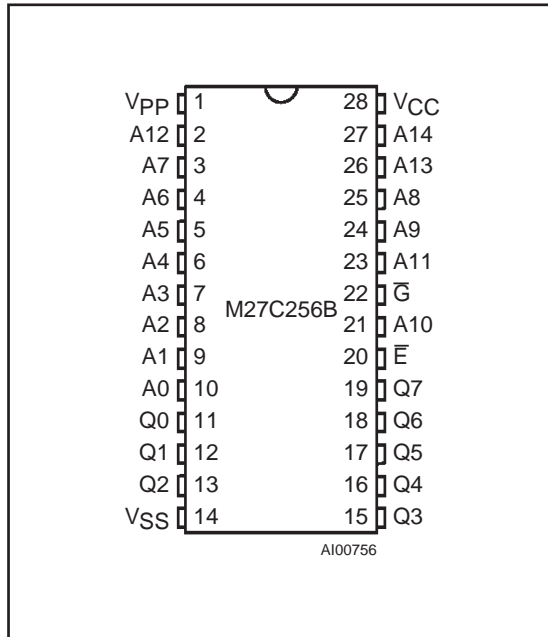 VPP 1 28 VCC
A12 2 27 A14
A7 3 26 A13
A6 4 25 A8
A5 5 24 A9
A4 6 23 A11
A3 7 22 G̅
M27C256B
A2 8 21 A10
A1 9 20 E̅
A0 10 19 Q7
Q0 11 18 Q6
Q1 12 17 Q5
Q2 13 16 Q4
VSS 14 15 Q3
AI00756